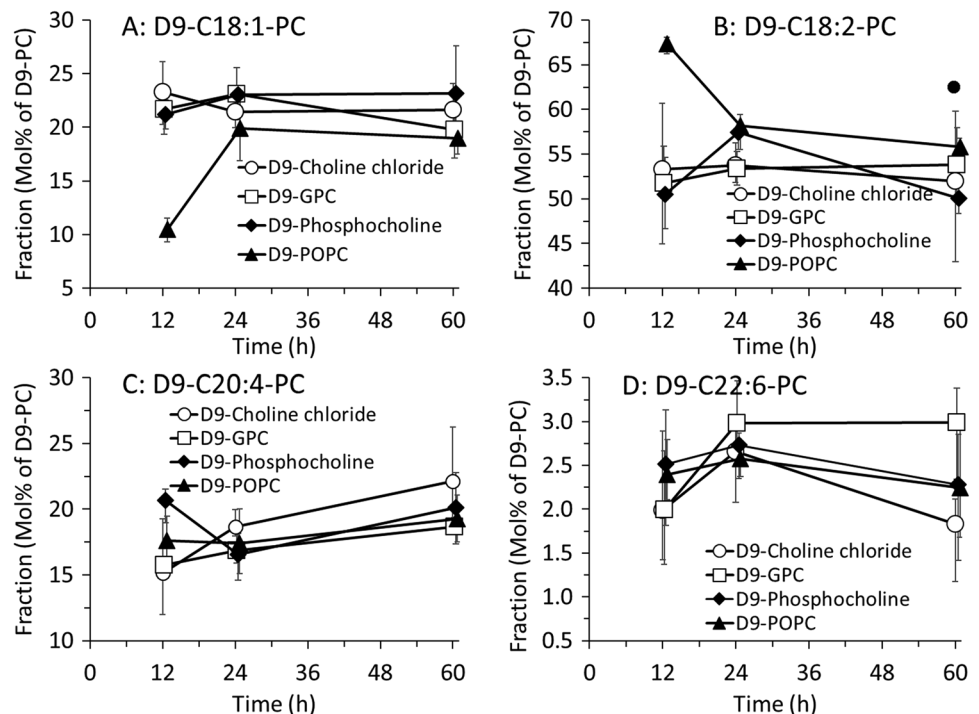 A: D9-C18:1-PC
Fraction (Mol% of D9-PC)
30
25
20
15
10
5
D9-Choline chloride
D9-GPC
D9-Phosphocholine
D9-POPC
0 12 24 36 48 60
Time (h)
B: D9-C18:2-PC
Fraction (Mol% of D9-PC)
70
65
60
55
50
45
40
D9-Choline chloride
D9-GPC
D9-Phosphocholine
D9-POPC
0 12 24 36 48 60
Time (h)
C: D9-C20:4-PC
Fraction (Mol% of D9-PC)
30
25
20
15
10
D9-Choline chloride
D9-GPC
D9-Phosphocholine
D9-POPC
0 12 24 36 48 60
Time (h)
D: D9-C22:6-PC
Fraction (Mol% of D9-PC)
3.5
3.0
2.5
2.0
1.5
1.0
0.5
D9-Choline chloride
D9-GPC
D9-Phosphocholine
D9-POPC
0 12 24 36 48 60
Time (h)